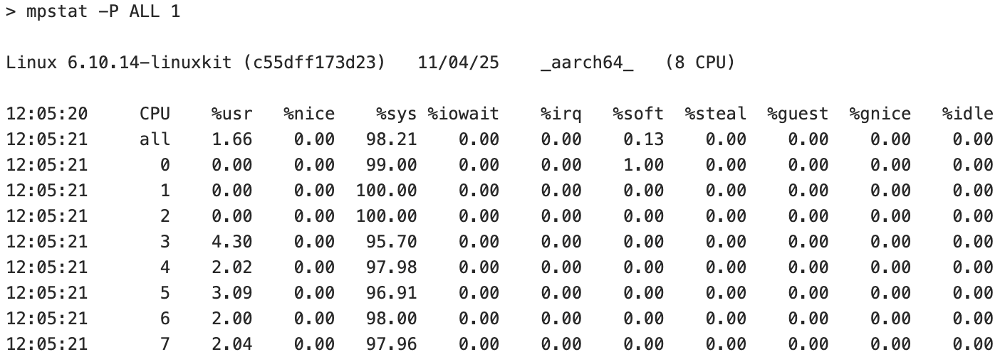 > mpstat -P ALL 1
Linux 6.10.14-linuxkit (c55dff173d23)   11/04/25    _aarch64_   (8 CPU)
12:05:20     CPU    %usr   %nice    %sys %iowait    %irq   %soft  %steal  %guest  %gnice   %idle
12:05:21     all    1.66    0.00   98.21    0.00    0.00    0.13    0.00    0.00    0.00    0.00
12:05:21       0    0.00    0.00   99.00    0.00    0.00    1.00    0.00    0.00    0.00    0.00
12:05:21       1    0.00    0.00  100.00    0.00    0.00    0.00    0.00    0.00    0.00    0.00
12:05:21       2    0.00    0.00  100.00    0.00    0.00    0.00    0.00    0.00    0.00    0.00
12:05:21       3    4.30    0.00   95.70    0.00    0.00    0.00    0.00    0.00    0.00    0.00
12:05:21       4    2.02    0.00   97.98    0.00    0.00    0.00    0.00    0.00    0.00    0.00
12:05:21       5    3.09    0.00   96.91    0.00    0.00    0.00    0.00    0.00    0.00    0.00
12:05:21       6    2.00    0.00   98.00    0.00    0.00    0.00    0.00    0.00    0.00    0.00
12:05:21       7    2.04    0.00   97.96    0.00    0.00    0.00    0.00    0.00    0.00    0.00